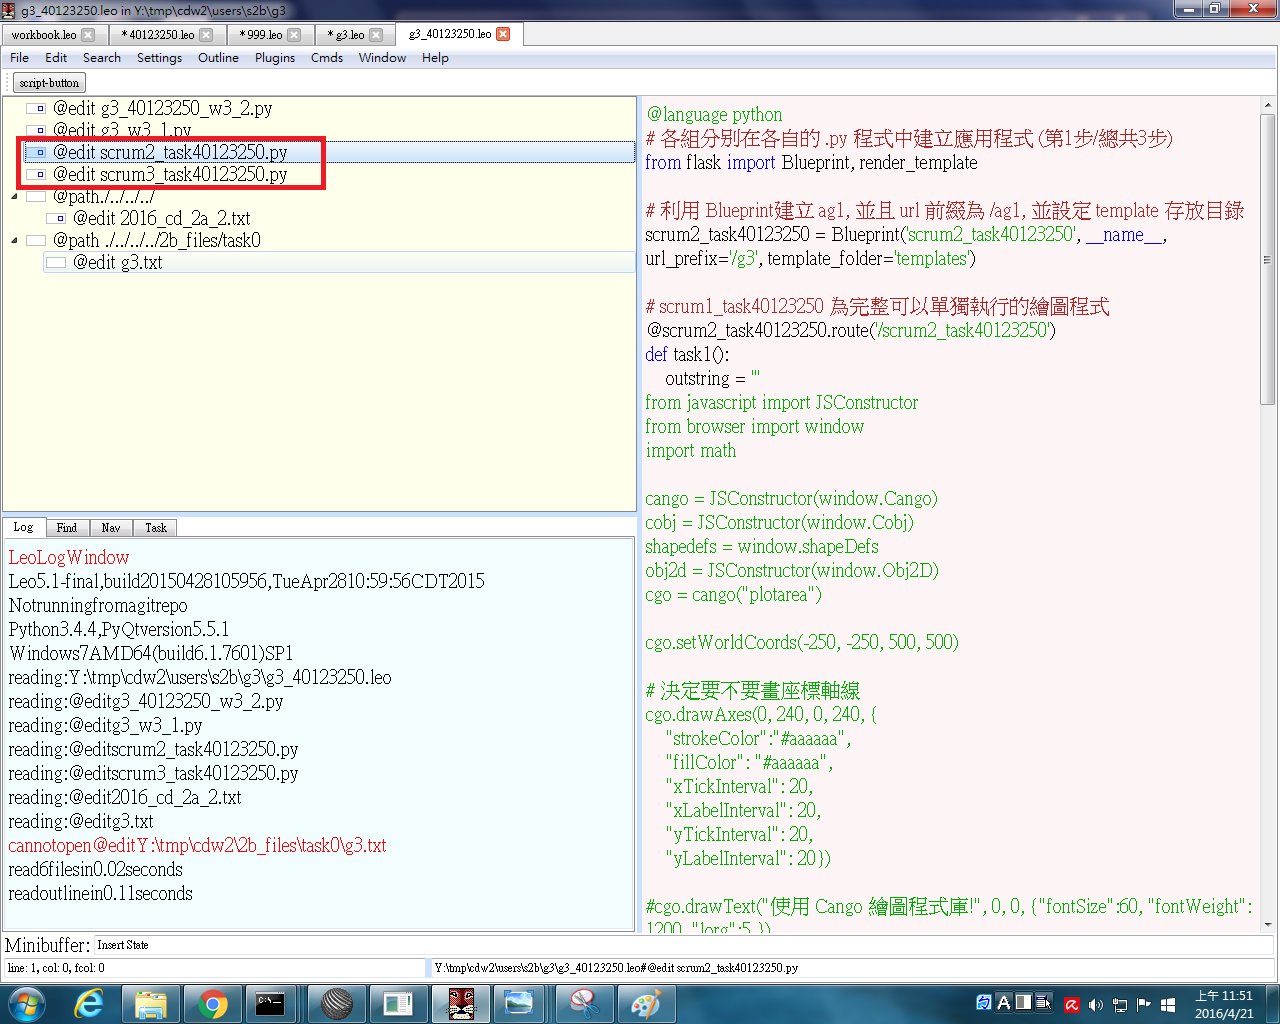 g3_40123250.leo in Y:\tmp\cdw2\users\s2b\g3
workbook.leo
* 40123250.leo
* 999.leo
* g3.leo
g3_40123250.leo
File Edit Search Settings Outline Plugins Cmds Window Help
script-button
@edit g3_40123250_w3_2.py
@edit g3_w3_1.py
@edit scrum2_task40123250.py
@edit scrum3_task40123250.py
@path./../../../
@edit 2016_cd_2a_2.txt
@path ./../../../2b_files/task0
@edit g3.txt
Log Find Nav Task
LeoLogWindow
Leo5.1-final,build20150428105956,TueApr2810:59:56CDT2015
Notrunningfromagitrepo
Python3.4.4,PyQtversion5.5.1
Windows7AMD64(build6.1.7601)SP1
reading:Y:\tmp\cdw2\users\s2b\g3\g3_40123250.leo
reading:@editg3_40123250_w3_2.py
reading:@editg3_w3_1.py
reading:@editscrum2_task40123250.py
reading:@editscrum3_task40123250.py
reading:@edit2016_cd_2a_2.txt
reading:@editg3.txt
cannotopen@editY:\tmp\cdw2\2b_files\task0\g3.txt
read6filesin0.02seconds
readoutlinein0.11seconds
@language python
# 各組分別在各自的 .py 程式中建立應用程式 (第1步/總共3步)
from flask import Blueprint, render_template
# 利用 Blueprint建立 ag1, 並且 url 前綴為 /ag1, 並設定 template 存放目錄
scrum2_task40123250 = Blueprint('scrum2_task40123250', __name__,
url_prefix='/g3', template_folder='templates')
# scrum1_task40123250 為完整可以單獨執行的繪圖程式
@scrum2_task40123250.route('/scrum2_task40123250')
def task1():
outstring = '''
from javascript import JSConstructor
from browser import window
import math
cango = JSConstructor(window.Cango)
cobj = JSConstructor(window.Cobj)
shapedefs = window.shapeDefs
obj2d = JSConstructor(window.Obj2D)
cgo = cango("plotarea")
cgo.setWorldCoords(-250, -250, 500, 500)
# 決定要不要畫座標軸線
cgo.drawAxes(0, 240, 0, 240, {
"strokeColor":"#aaaaaa",
"fillColor": "#aaaaaa",
"xTickInterval": 20,
"xLabelInterval": 20,
"yTickInterval": 20,
"yLabelInterval": 20})
#cgo.drawText("使用 Cango 繪圖程式庫!", 0, 0, {"fontSize":60, "fontWeight":
1200, "lorg":5 })
Minibuffer: Insert State
line: 1, col: 0, fcol: 0
Y:\tmp\cdw2\users\s2b\g3\g3_40123250.leo#@edit scrum2_task40123250.py
C:\
A
上午 11:51
2016/4/21